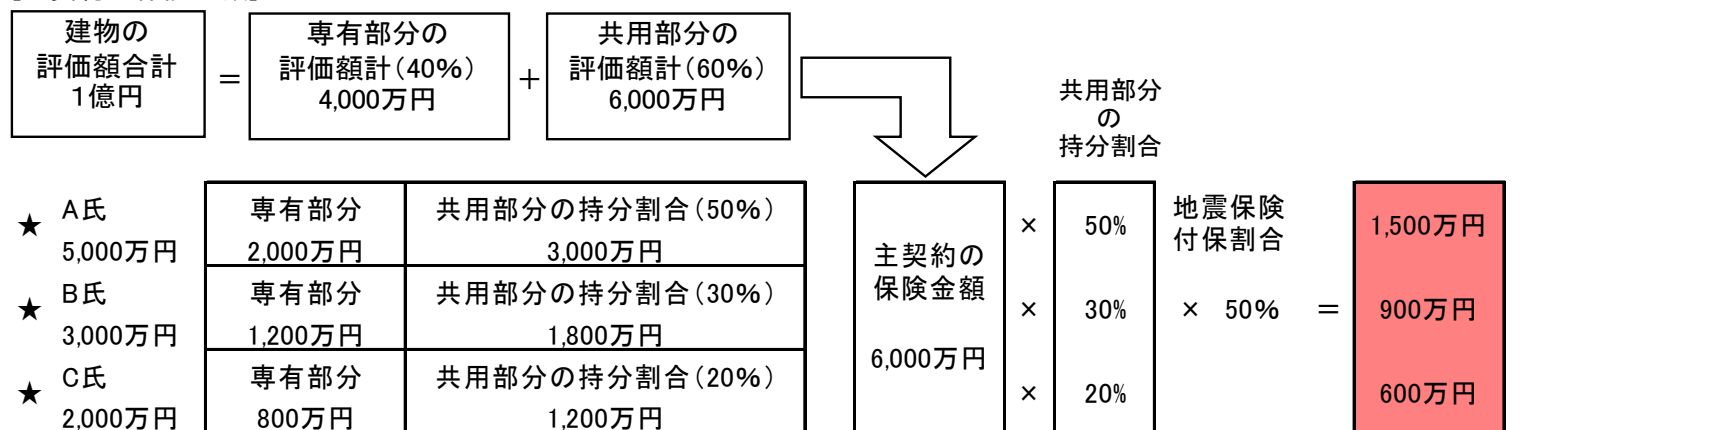 建物の
評価額合計
1億円
=
専有部分の
評価額計(40%)
4,000万円
+
共用部分の
評価額計(60%)
6,000万円
共用部分
の
持分割合
★ A氏
5,000万円
専有部分
2,000万円
共用部分の持分割合(50%)
3,000万円
★ B氏
3,000万円
専有部分
1,200万円
共用部分の持分割合(30%)
1,800万円
★ C氏
2,000万円
専有部分
800万円
共用部分の持分割合(20%)
1,200万円
主契約の
保険金額
6,000万円
× 50%
× 30%
× 20%
地震保険
付保割合
× 50% =
1,500万円
900万円
600万円